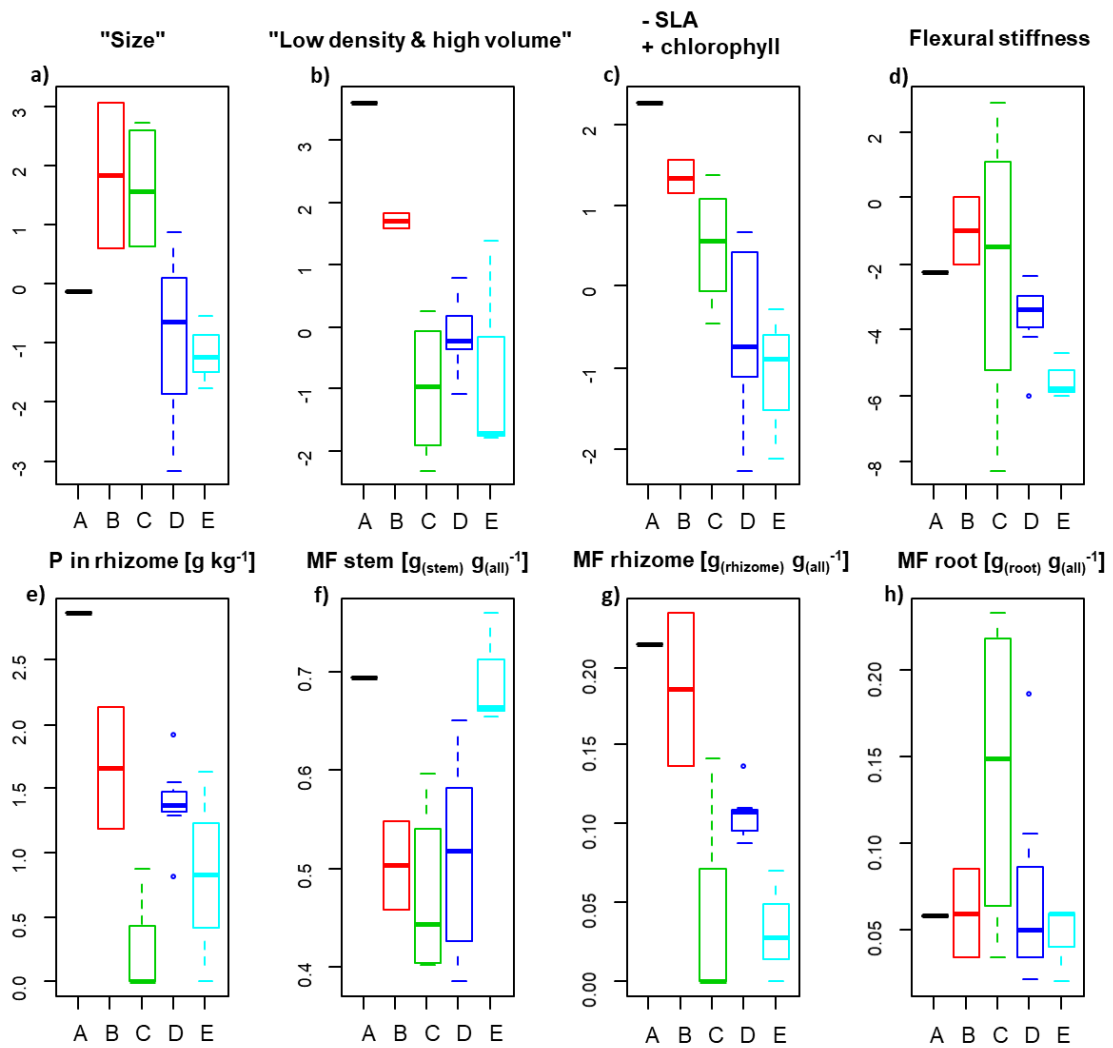 "Size"
"Low density & high volume"
- SLA
+ chlorophyll
Flexural stiffness
a)
b)
c)
d)
3
2
1
0
-1
-2
-3
3
2
1
0
-1
-2
2
1
0
-1
-2
2
0
-2
-4
-6
-8
A B C D E
A B C D E
A B C D E
A B C D E
P in rhizome [g kg⁻¹]
MF stem [g(stem) g(all)⁻¹]
MF rhizome [g(rhizome) g(all)⁻¹]
MF root [g(root) g(all)⁻¹]
e)
f)
g)
h)
2.5
2.0
1.5
1.0
0.5
0.0
0.7
0.6
0.5
0.4
0.20
0.15
0.10
0.05
0.00
0.20
0.15
0.10
0.05
A B C D E
A B C D E
A B C D E
A B C D E